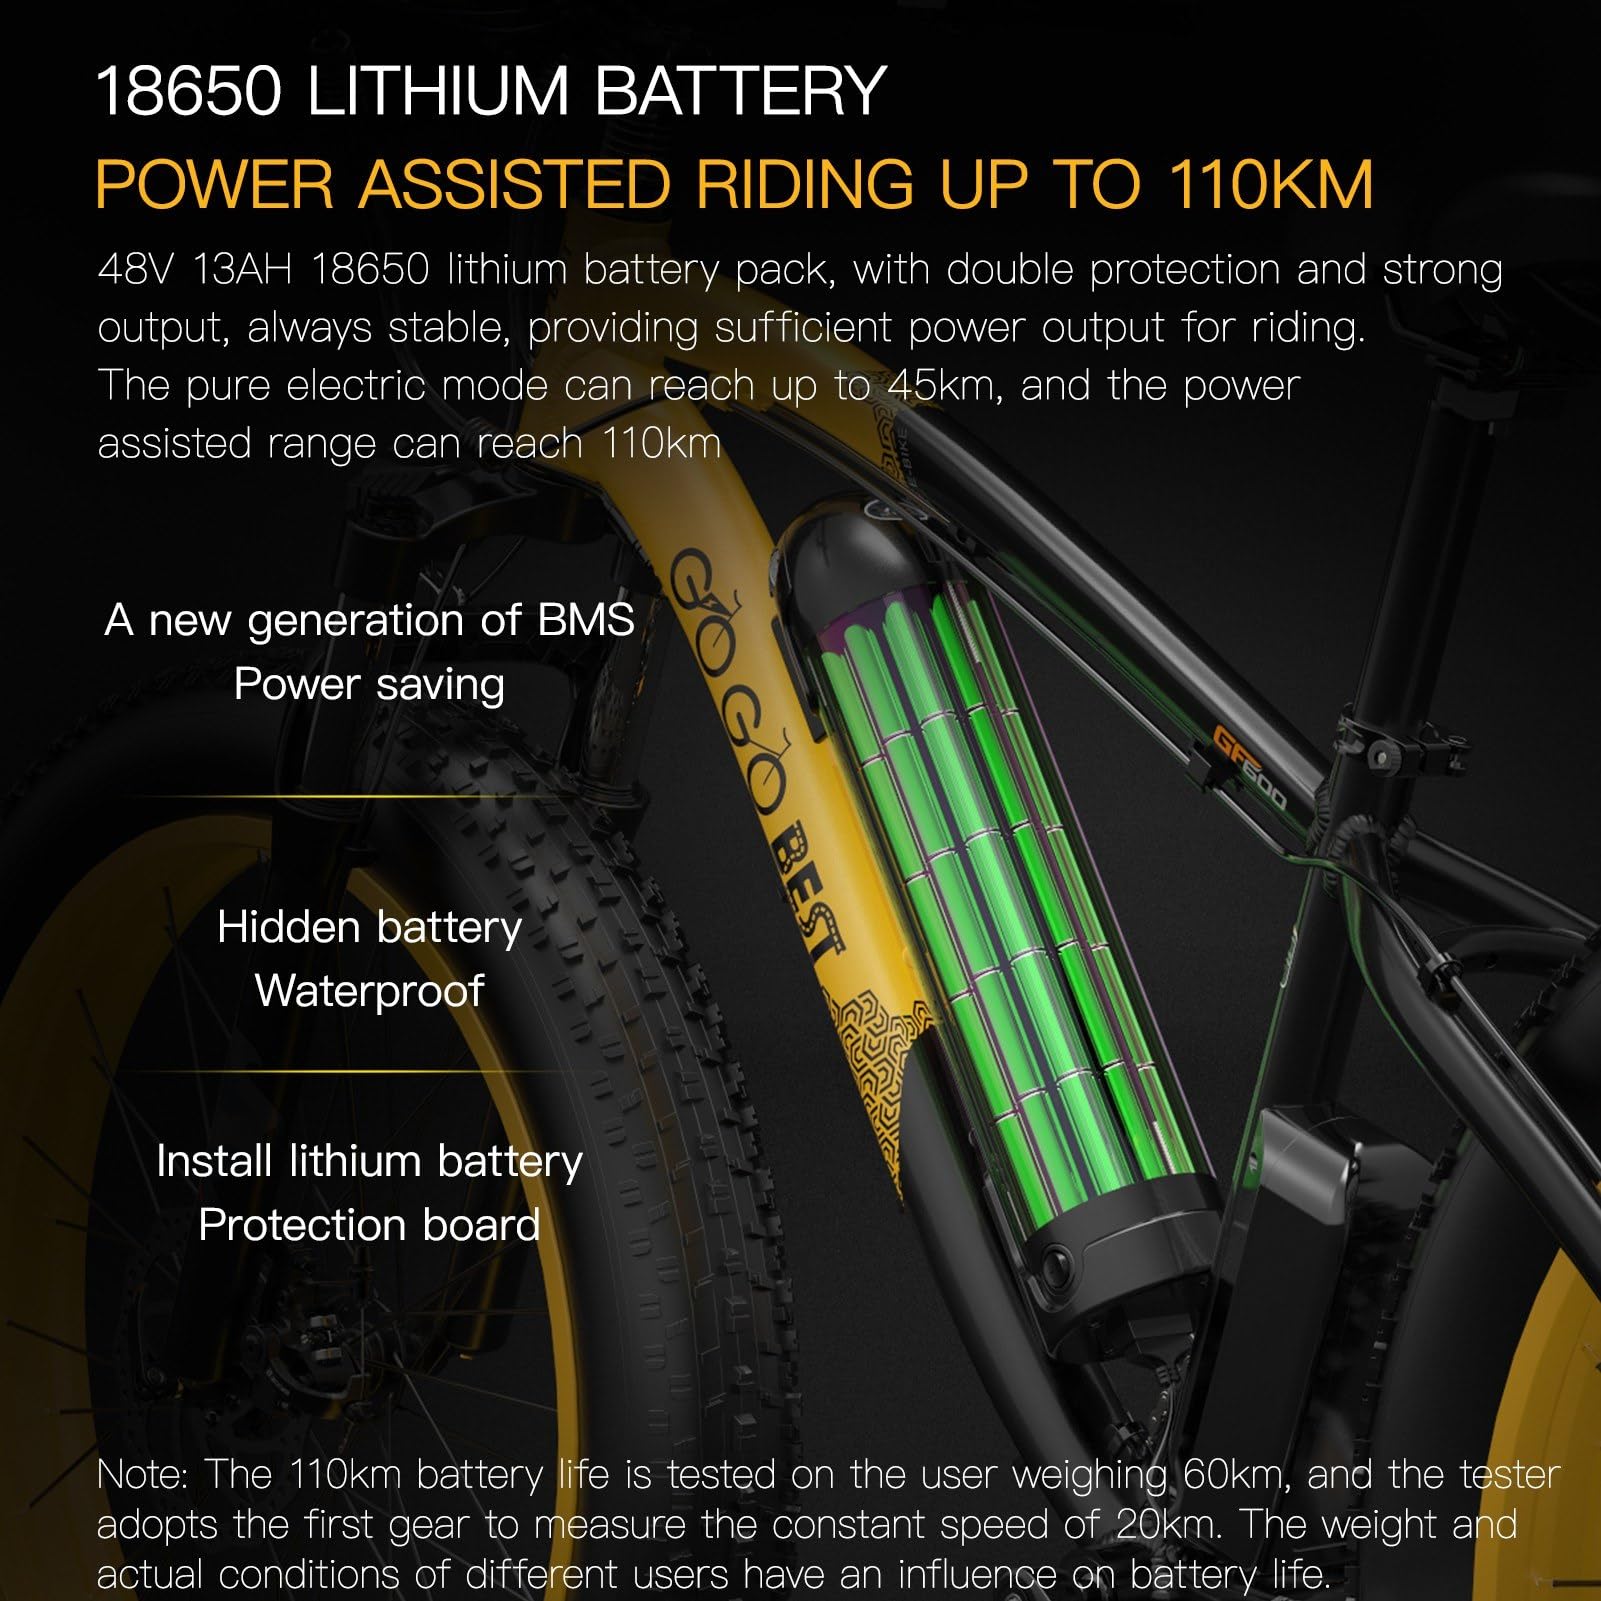 18650 LITHIUM BATTERY
POWER ASSISTED RIDING UP TO 110KM
48V 13AH 18650 lithium battery pack, with double protection and strong
output, always stable, providing sufficient power output for riding.
The pure electric mode can reach up to 45km, and the power
assisted range can reach 110km
E-BIKE
GOGO BEST
GF600
A new generation of BMS
Power saving
Hidden battery
Waterproof
Install lithium battery
Protection board
Note: The 110km battery life is tested on the user weighing 60km, and the tester
adopts the first gear to measure the constant speed of 20km. The weight and
actual conditions of different users have an influence on battery life.